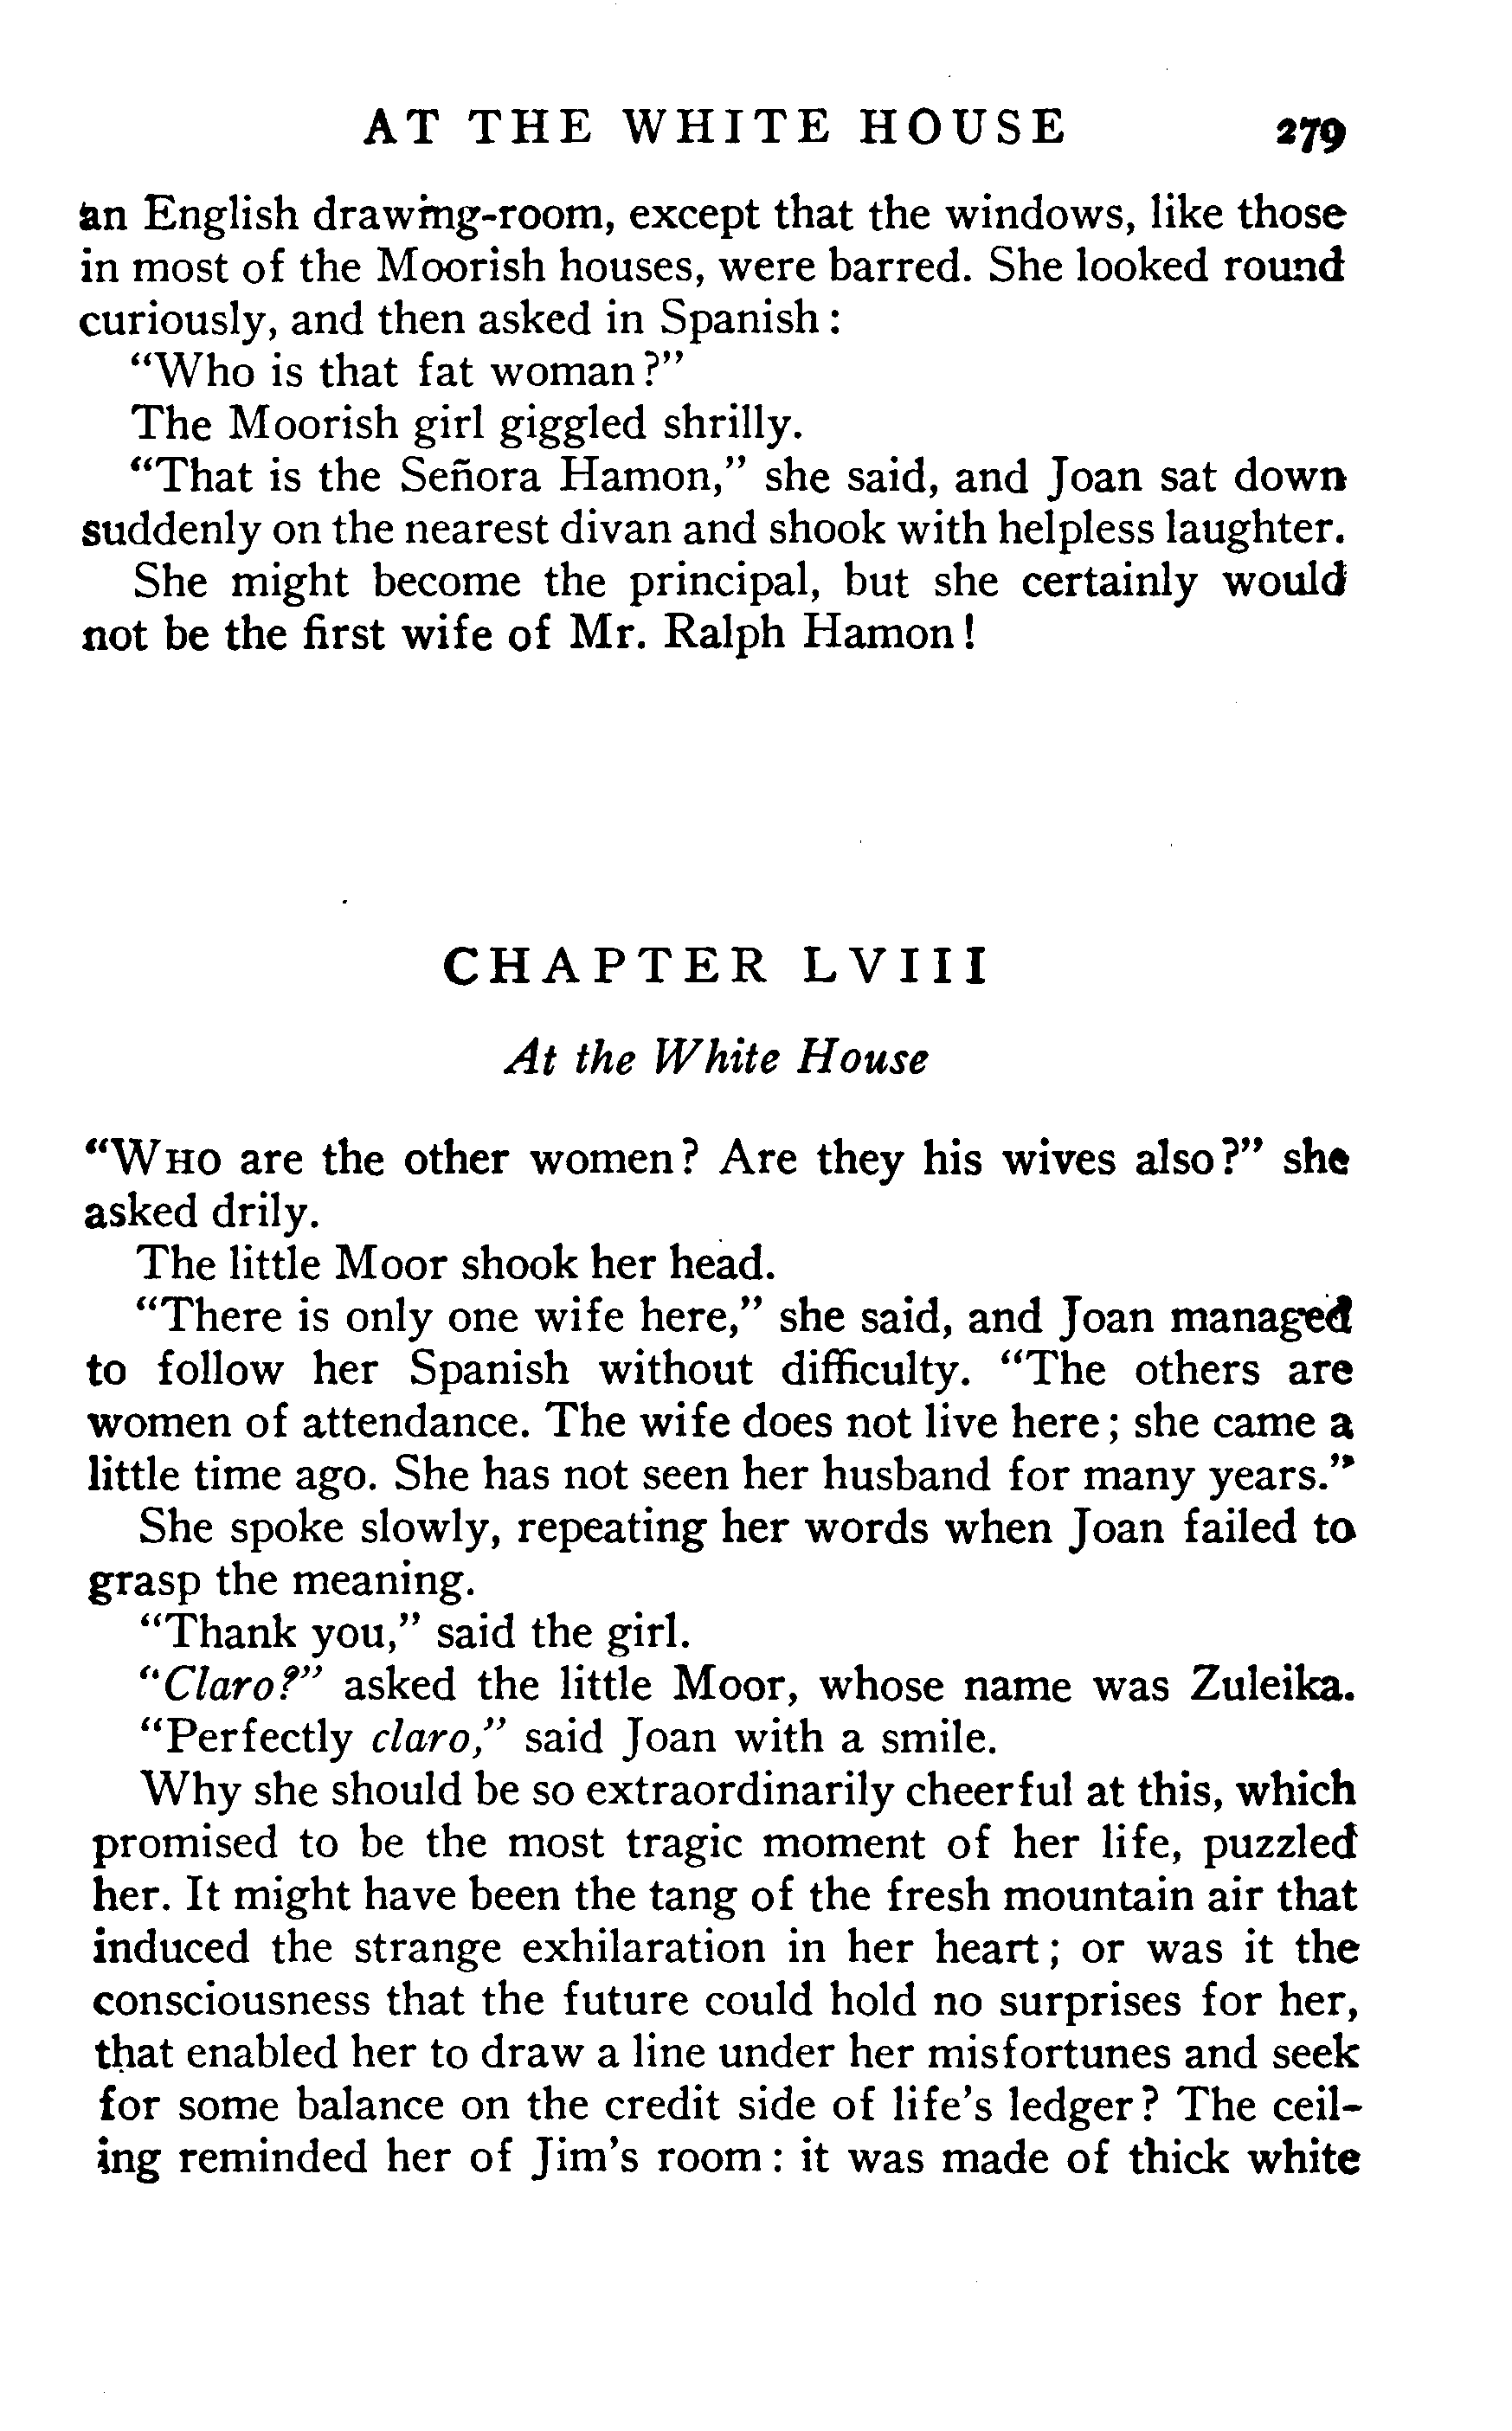 AT THE WHITE HOUSE 279
an English drawing-room, except that the windows, like those
in most of the Moorish houses, were barred. She looked round
curiously, and then asked in Spanish:
"Who is that fat woman?"
The Moorish girl giggled shrilly.
"That is the Señora Hamon," she said, and Joan sat down
suddenly on the nearest divan and shook with helpless laughter.
She might become the principal, but she certainly would
not be the first wife of Mr. Ralph Hamon!
CHAPTER LVIII
At the White House
"WHO are the other women? Are they his wives also?" she
asked drily.
The little Moor shook her head.
"There is only one wife here," she said, and Joan managed
to follow her Spanish without difficulty. "The others are
women of attendance. The wife does not live here; she came a
little time ago. She has not seen her husband for many years."
She spoke slowly, repeating her words when Joan failed to
grasp the meaning.
"Thank you," said the girl.
"Claro?" asked the little Moor, whose name was Zuleika.
"Perfectly claro," said Joan with a smile.
Why she should be so extraordinarily cheerful at this, which
promised to be the most tragic moment of her life, puzzled
her. It might have been the tang of the fresh mountain air that
induced the strange exhilaration in her heart; or was it the
consciousness that the future could hold no surprises for her,
that enabled her to draw a line under her misfortunes and seek
for some balance on the credit side of life's ledger? The ceil-
ing reminded her of Jim's room: it was made of thick white